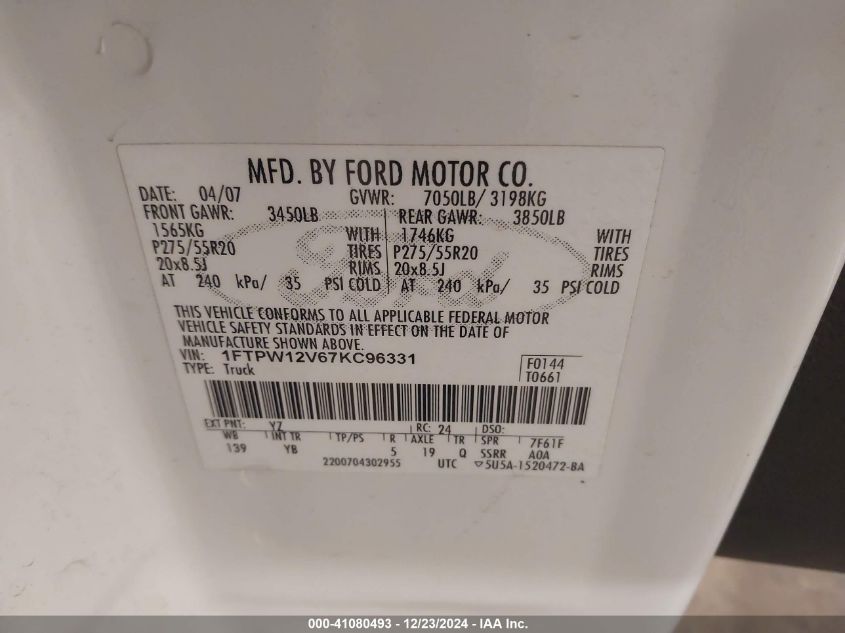 MFD. BY FORD MOTOR CO.
DATE: 04/07 GVWR: 7050LB/ 3198KG
FRONT GAWR: 3450LB REAR GAWR: 3850LB
1565KG WITH 1746KG WITH
P275/55R20 TIRES P275/55R20 TIRES
20x8.5J RIMS 20x8.5J RIMS
AT 240 kPa/ 35 PSI COLD AT 240 kPa/ 35 PSI COLD
Ford
THIS VEHICLE CONFORMS TO ALL APPLICABLE FEDERAL MOTOR
VEHICLE SAFETY STANDARDS IN EFFECT ON THE DATE OF
MANUFACTURE SHOWN ABOVE.
VIN: 1FTPW12V67KC96331 F0144
TYPE: Truck T0661
EXT PNT: YZ RC: 24 DSO:
WB INT TR TP/PS R AXLE TR SPR 7F61F
139 YB 5 19 Q SSRR A0A
2200704302955 UTC ▽5U5A-1520472-BA
000-41080493 - 12/23/2024 - IAA Inc.